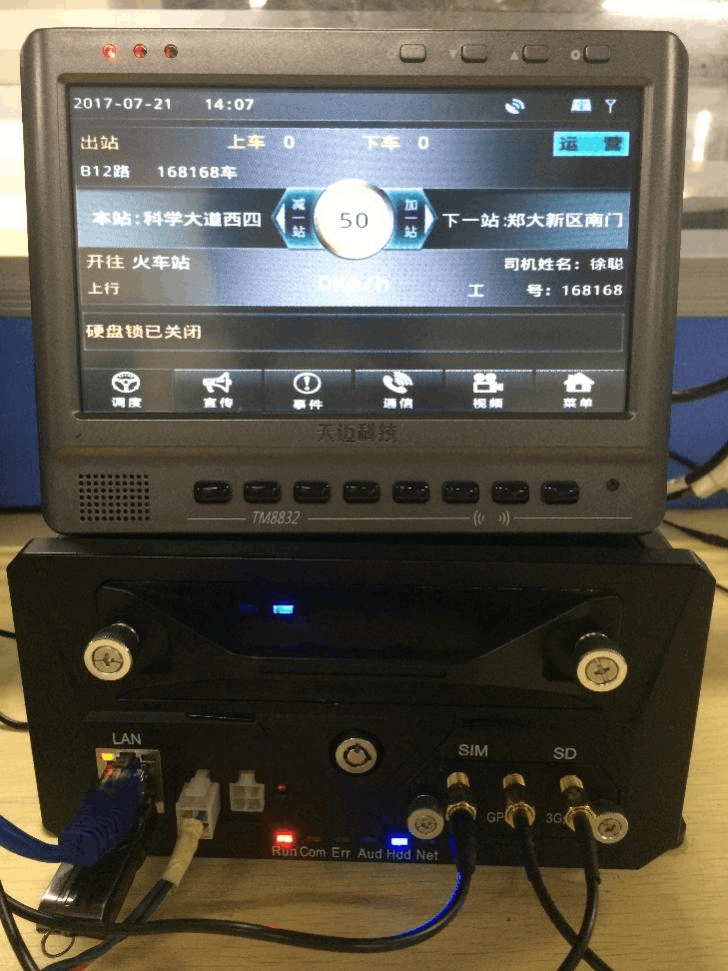 2017-07-21 14:07
出站 上车 0 下车 0 运 营
B12路 168168车
本站:科学大道西四 减一站 50 加一站 下一站:郑大新区南门
开往 火车站 司机姓名: 徐聪
上行 0Km/h 工 号: 168168
硬盘锁已关闭
调度 宣传 事件 通信 视频 菜单
天迈科技
TM8832
LAN SIM SD
GP 3G
Run Com Err Aud Hdd Net